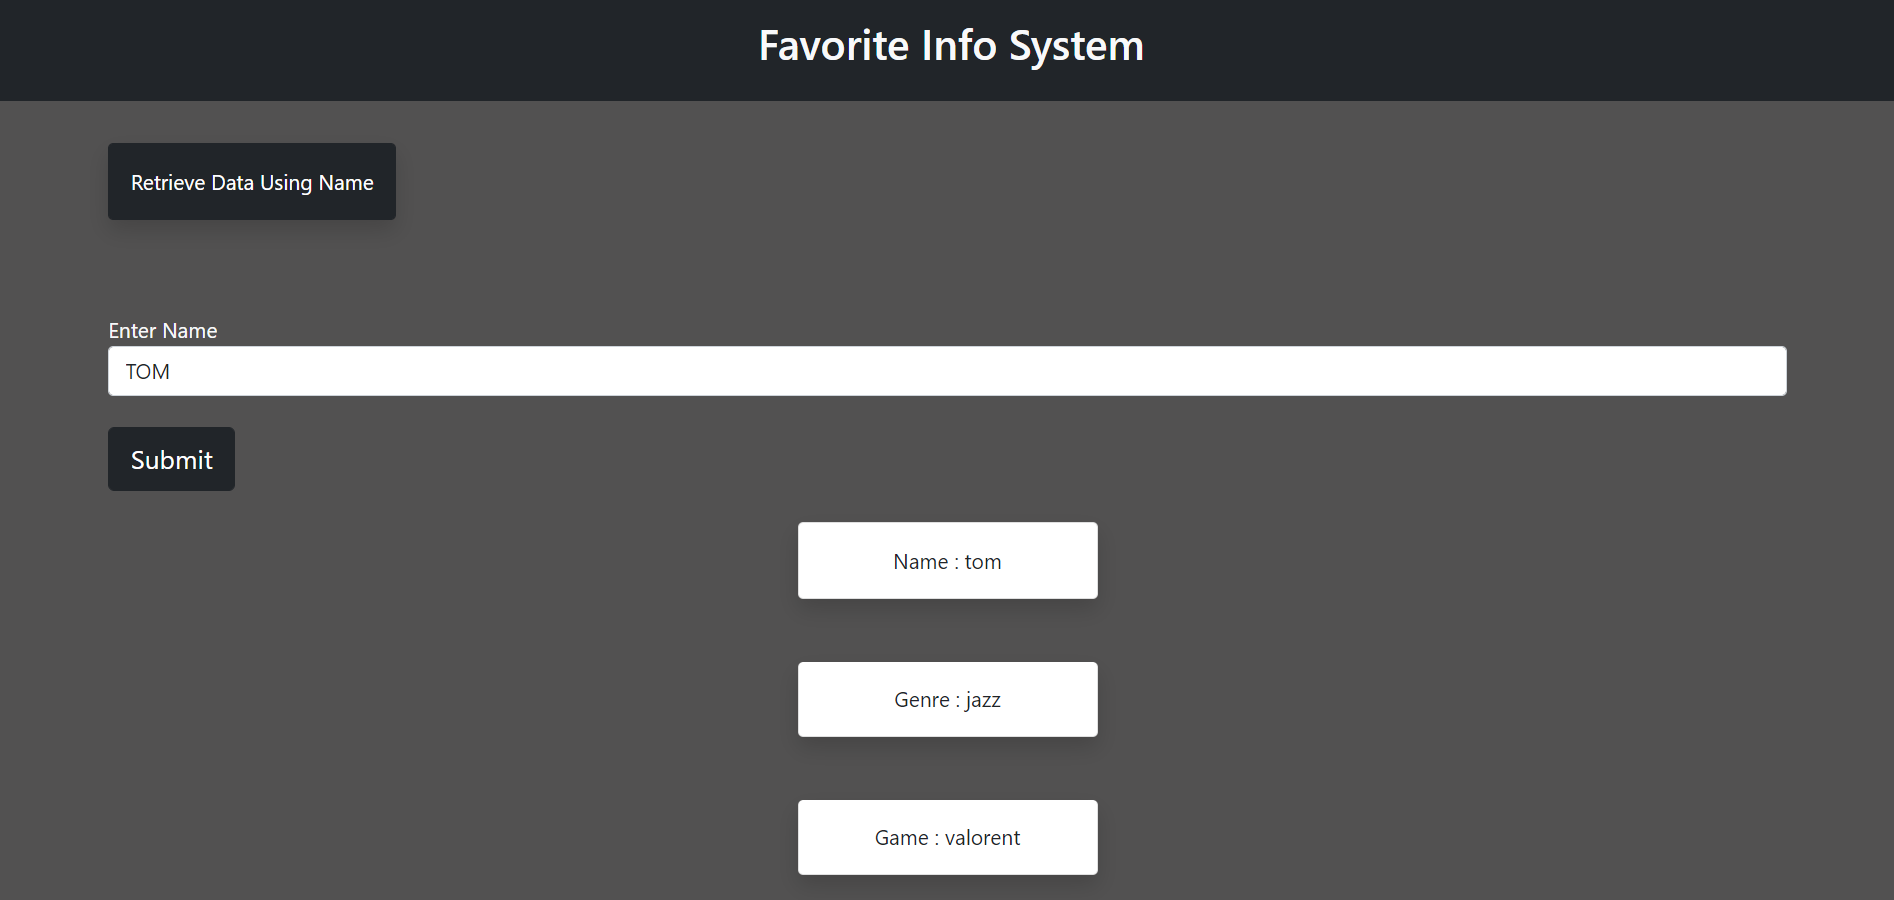 Favorite Info System
Retrieve Data Using Name
Enter Name
TOM
Submit
Name : tom
Genre : jazz
Game : valorent